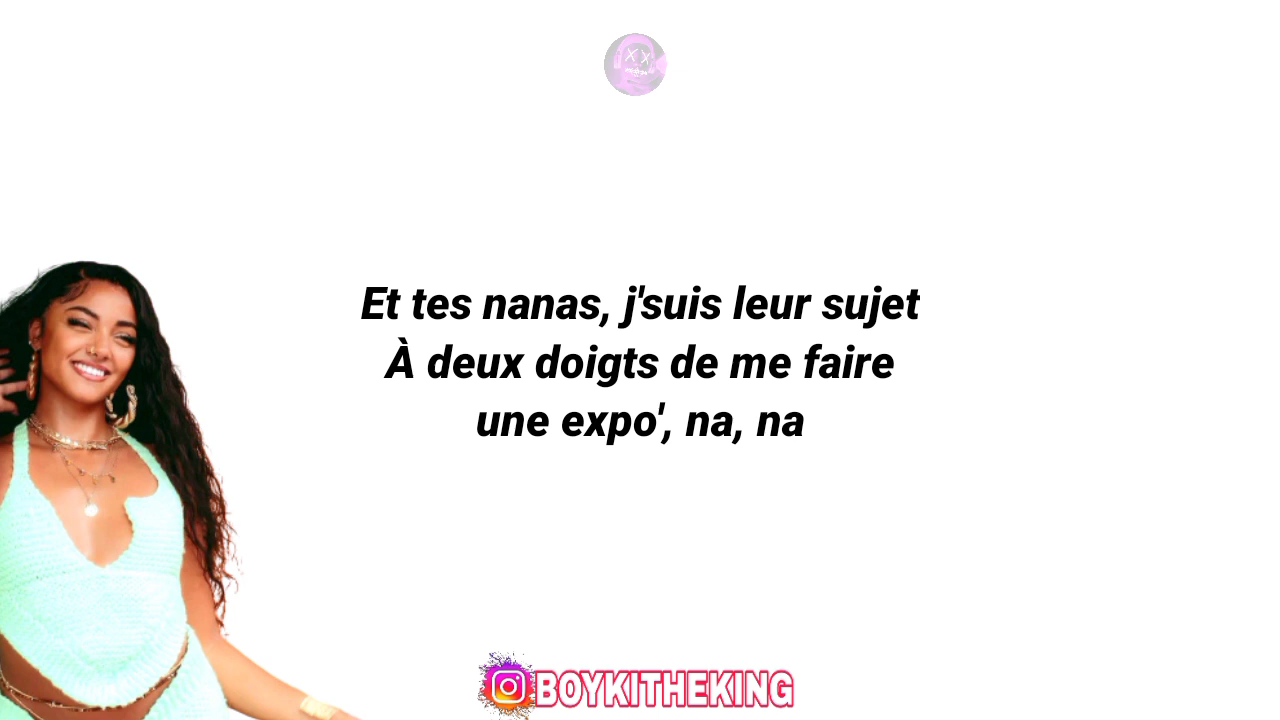 Et tes nanas, j'suis leur sujet
À deux doigts de me faire
une expo', na, na
BOYKITHEKING